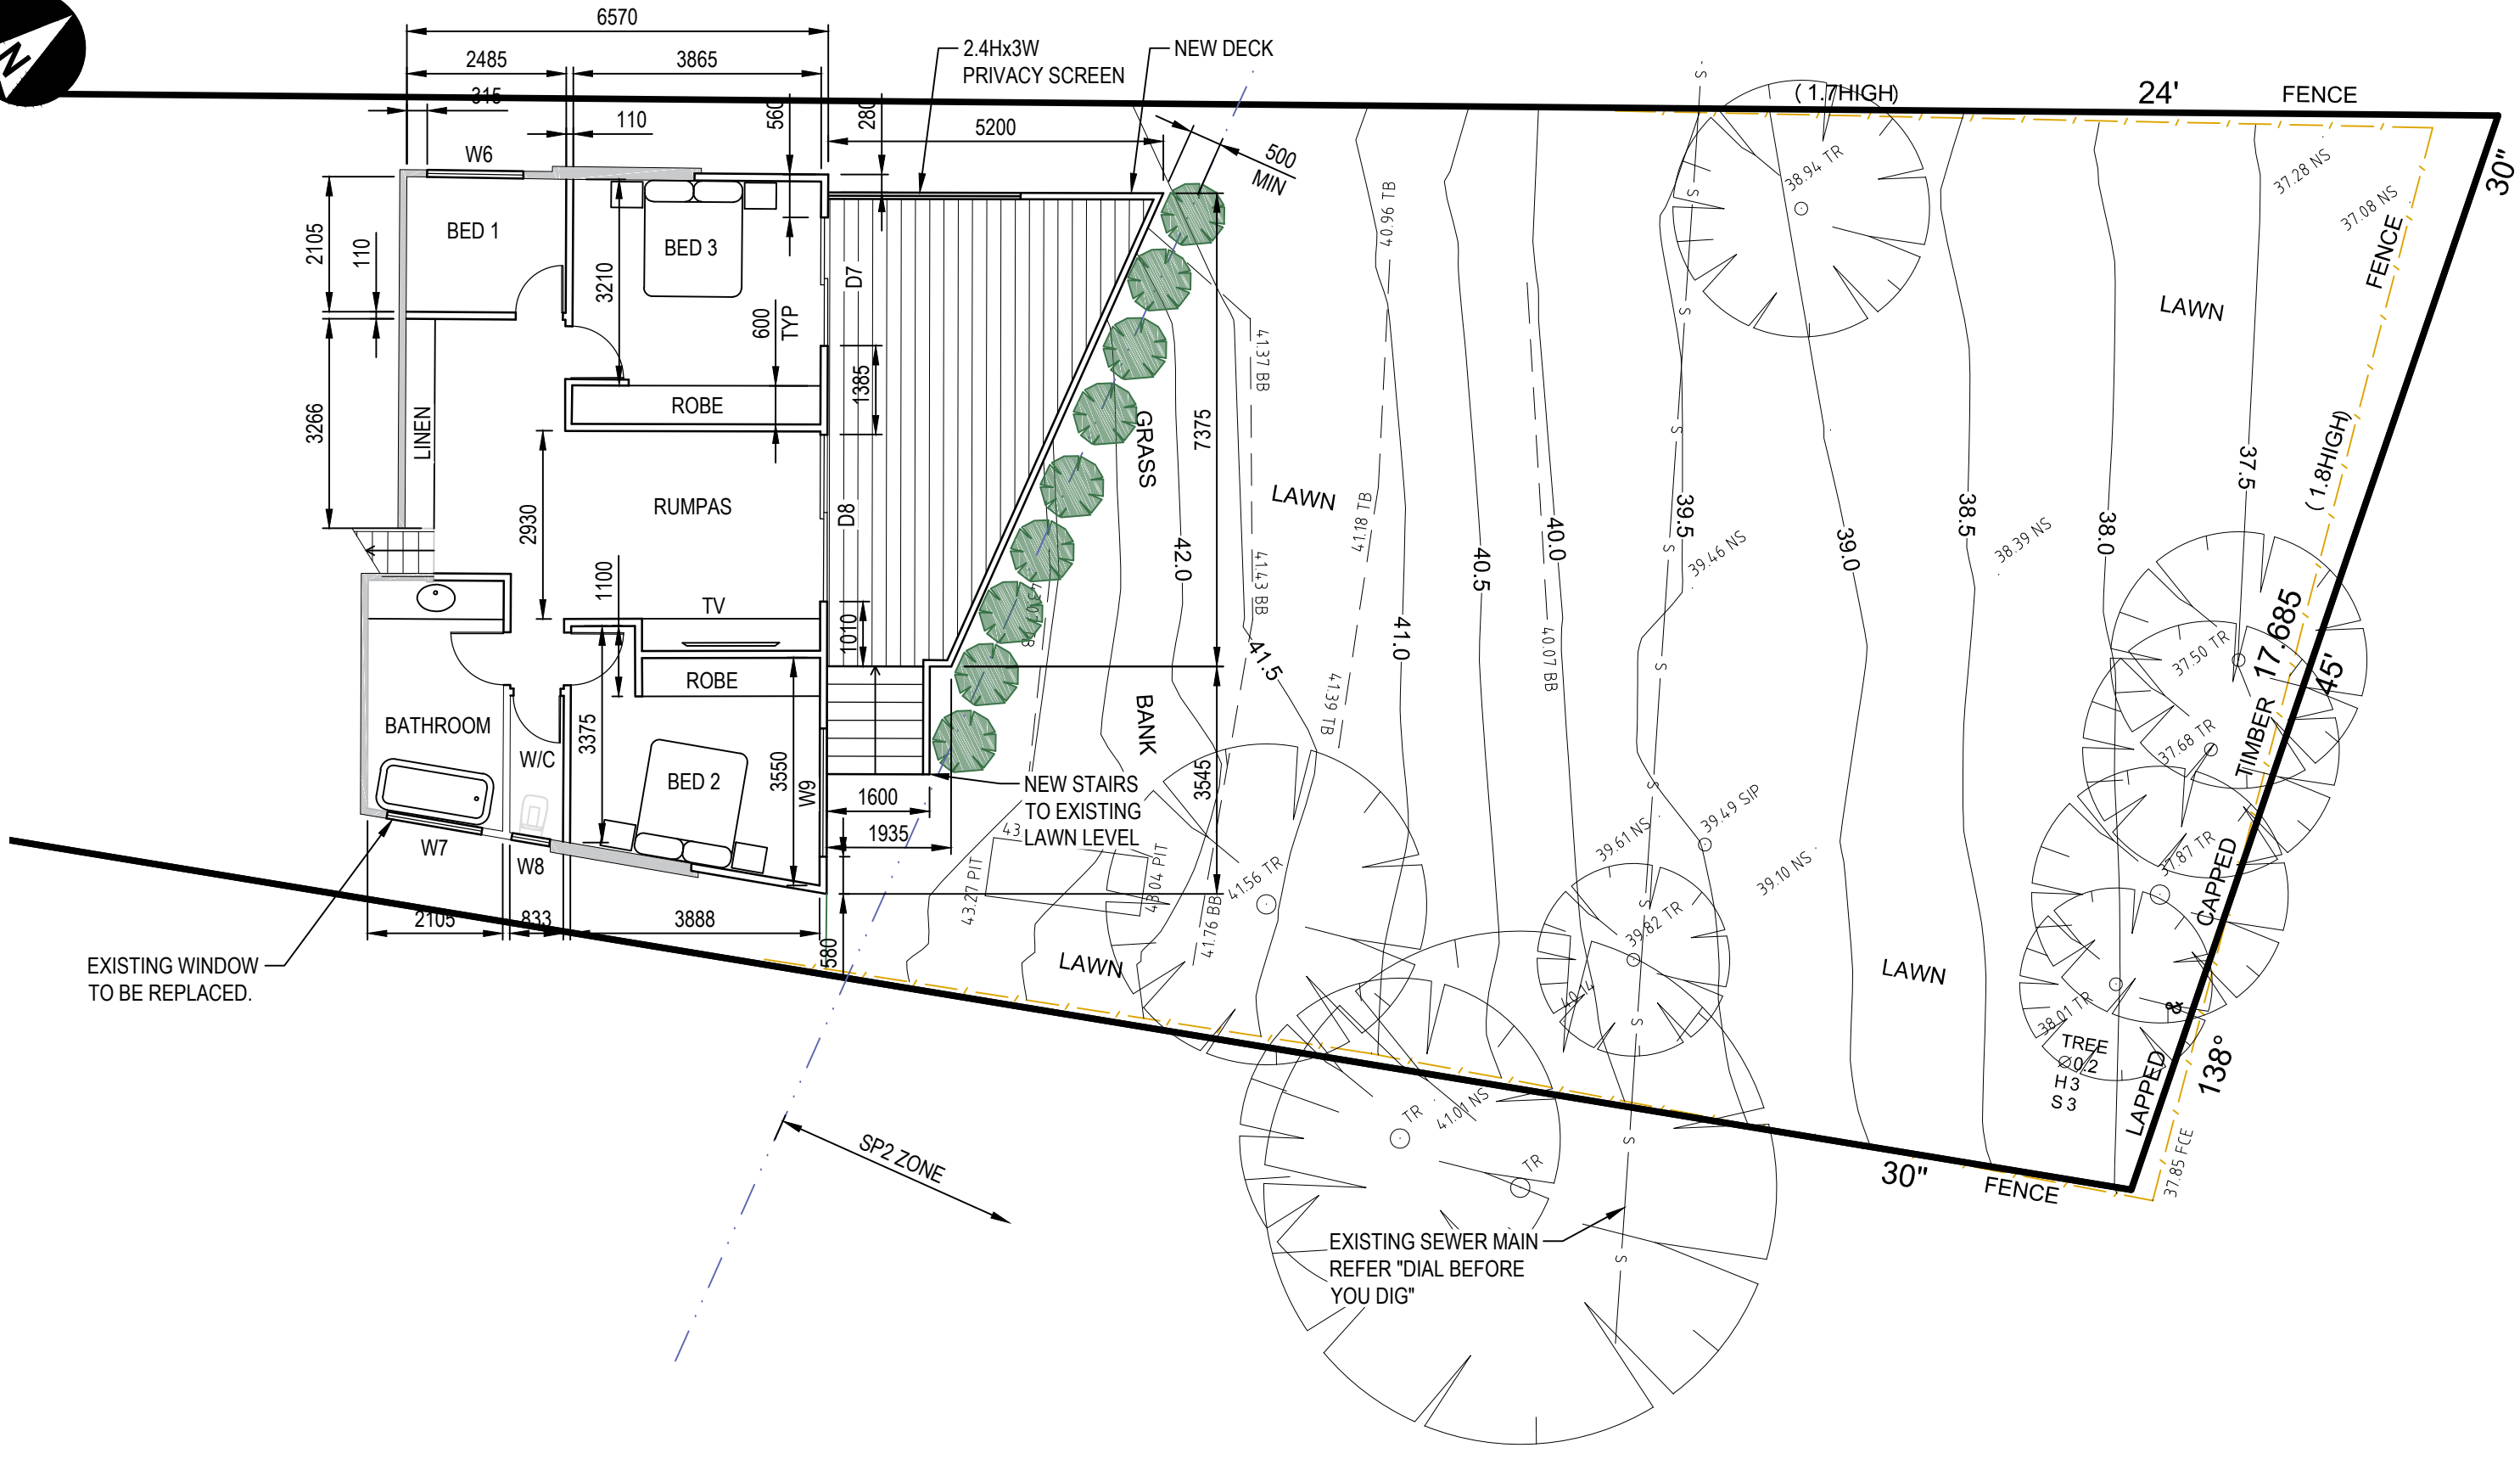 N
6570
2485
3865
315
110
560
280
2.4Hx3W
PRIVACY SCREEN
NEW DECK
5200
500
MIN
( 1.7HIGH)
24'
FENCE
30"
W6
BED 1
BED 3
2105
110
3210
600
TYP
D7
1385
ROBE
3266
LINEN
2930
RUMPAS
D8
1100
TV
1010
ROBE
BATHROOM
W/C
3375
BED 2
3550
W9
W7
W8
2105
833
3888
580
1600
1935
NEW STAIRS
TO EXISTING
LAWN LEVEL
EXISTING WINDOW
TO BE REPLACED.
SP2 ZONE
GRASS
BANK
7375
3545
42.0
41.5
41.0
40.5
40.0
39.5
39.0
38.5
38.0
37.5
LAWN
LAWN
LAWN
LAWN
41.37 BB
41.43 BB
41.76 BB
40.96 TB
41.18 TB
41.39 TB
40.07 BB
38.94 TR
37.28 NS
37.08 NS
FENCE
( 1.8HIGH)
39.46 NS
38.39 NS
39.49 SIP
39.61 NS
39.10 NS
39.82 TR
40.14
41.56 TR
43.27 PIT
43.04 PIT
TR
41.01 NS
TR
37.50 TR
37.68 TR
37.87 TR
38.01 TR
TREE
Ø0.2
H 3
S 3
17.685
45'
138°
LAPPED
&
CAPPED
TIMBER
37.85 FCE
30"
FENCE
EXISTING SEWER MAIN
REFER "DIAL BEFORE
YOU DIG"
S
S
S
S
S
S
S
S
S
S
S
S